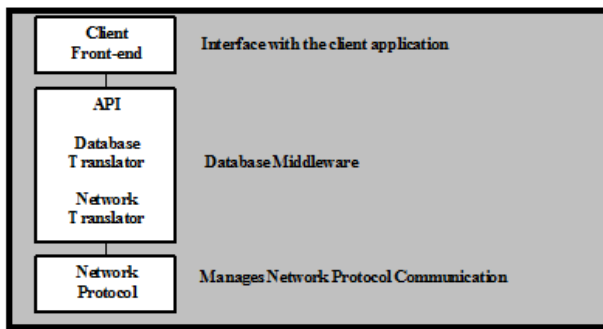 Client
Front-end
Interface with the client application
API
Database
Translator
Database Middleware
Network
Translator
Network
Protocol
Manages Network Protocol Communication